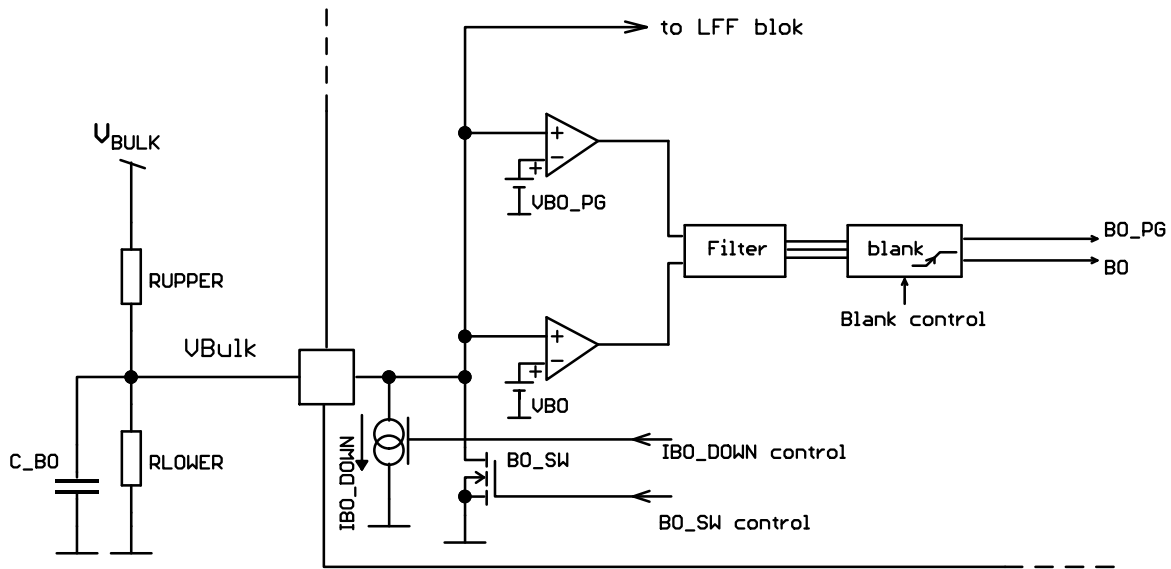 to LFF blok
VBULK
+
−
+
VBO_PG
RUPPER
Filter
blank
BO_PG
BO
Blank control
VBulk
+
−
+
VBO
C_BO
RLOWER
IBO_DOWN
BO_SW
IBO_DOWN control
BO_SW control